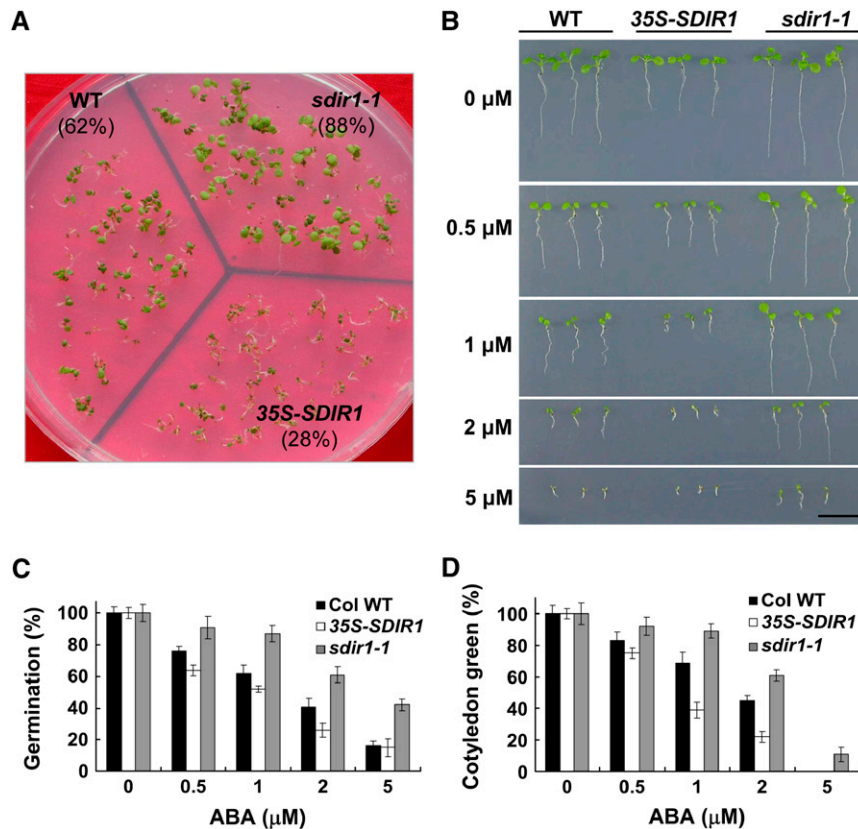 A
WT
(62%)
sdir1-1
(88%)
35S-SDIR1
(28%)
B
WT 35S-SDIR1 sdir1-1
0 µM
0.5 µM
1 µM
2 µM
5 µM
C
Germination (%)
100
80
60
40
20
0
Col WT
35S-SDIR1
sdir1-1
0 0.5 1 2 5
ABA (µM)
D
Cotyledon green (%)
100
80
60
40
20
0
Col WT
35S-SDIR1
sdir1-1
0 0.5 1 2 5
ABA (µM)